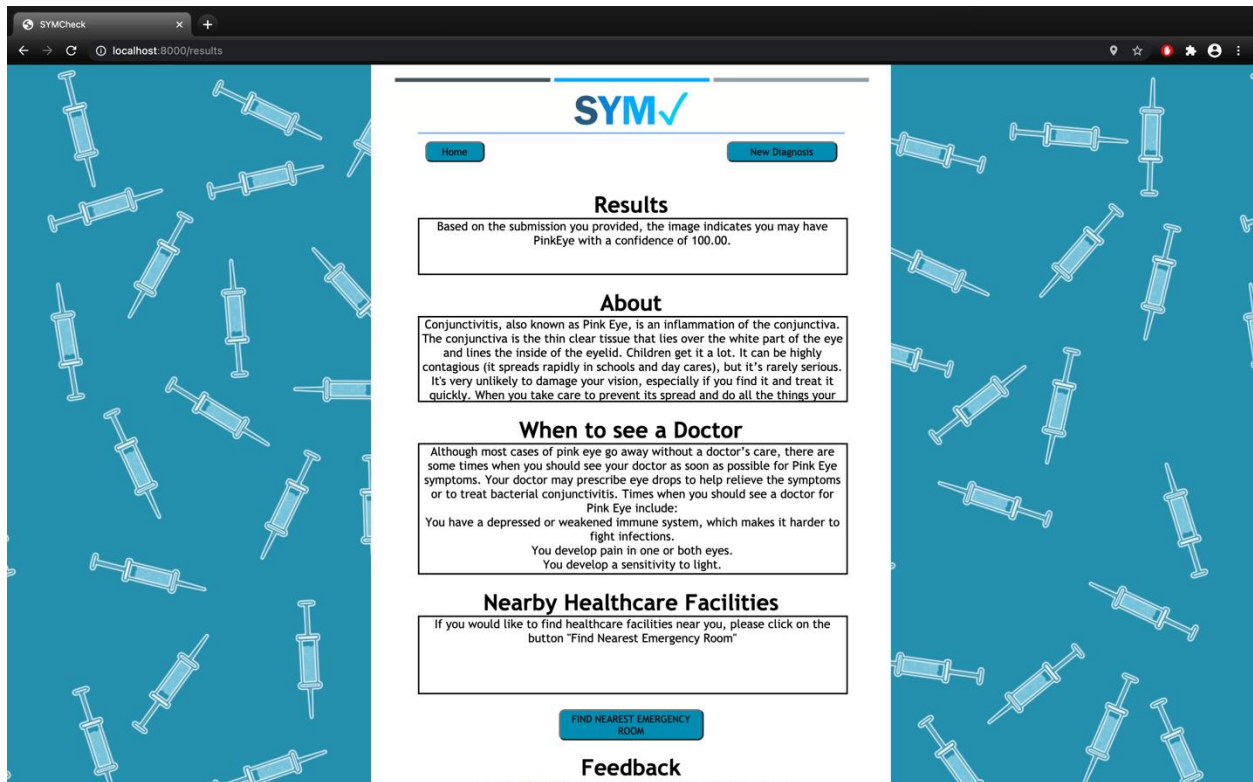 SYMCheck
localhost:8000/results
SYM✓
Home
New Diagnosis
Results
Based on the submission you provided, the image indicates you may have
PinkEye with a confidence of 100.00.
About
Conjunctivitis, also known as Pink Eye, is an inflammation of the conjunctiva.
The conjunctiva is the thin clear tissue that lies over the white part of the eye
and lines the inside of the eyelid. Children get it a lot. It can be highly
contagious (it spreads rapidly in schools and day cares), but it’s rarely serious.
It's very unlikely to damage your vision, especially if you find it and treat it
quickly. When you take care to prevent its spread and do all the things your
When to see a Doctor
Although most cases of pink eye go away without a doctor’s care, there are
some times when you should see your doctor as soon as possible for Pink Eye
symptoms. Your doctor may prescribe eye drops to help relieve the symptoms
or to treat bacterial conjunctivitis. Times when you should see a doctor for
Pink Eye include:
You have a depressed or weakened immune system, which makes it harder to
fight infections.
You develop pain in one or both eyes.
You develop a sensitivity to light.
Nearby Healthcare Facilities
If you would like to find healthcare facilities near you, please click on the
button "Find Nearest Emergency Room"
FIND NEAREST EMERGENCY
ROOM
Feedback